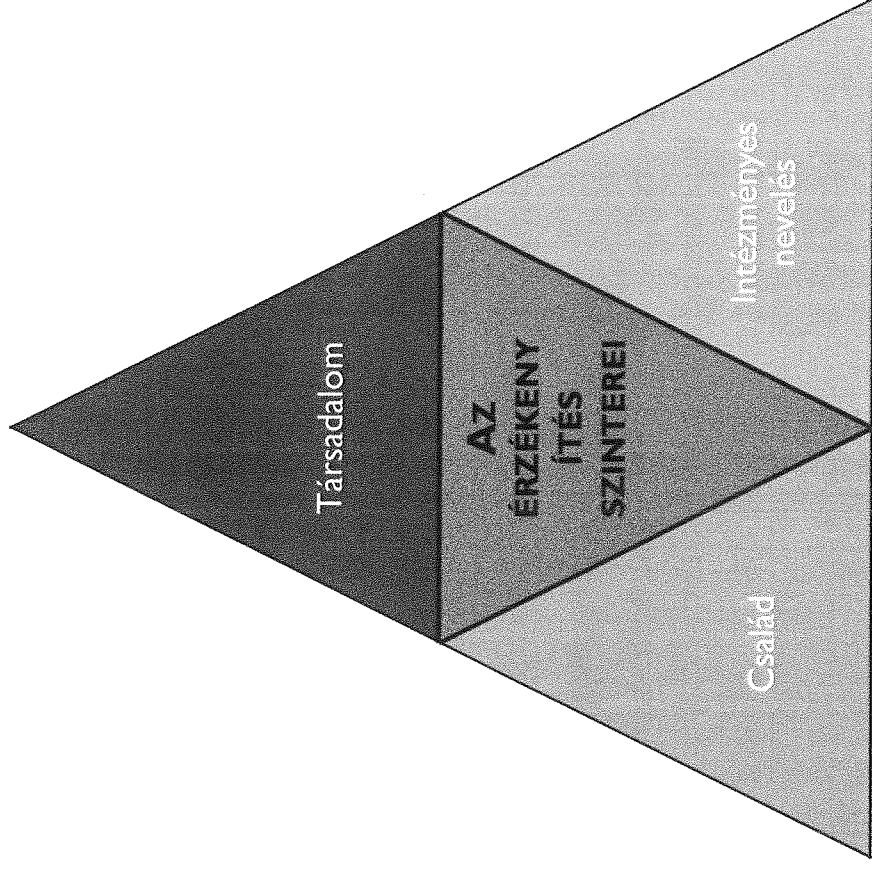 Társadalom
AZ
ÉRZÉKENY
ÍTÉS
SZINTEREI
Család
Intézményes
nevelés